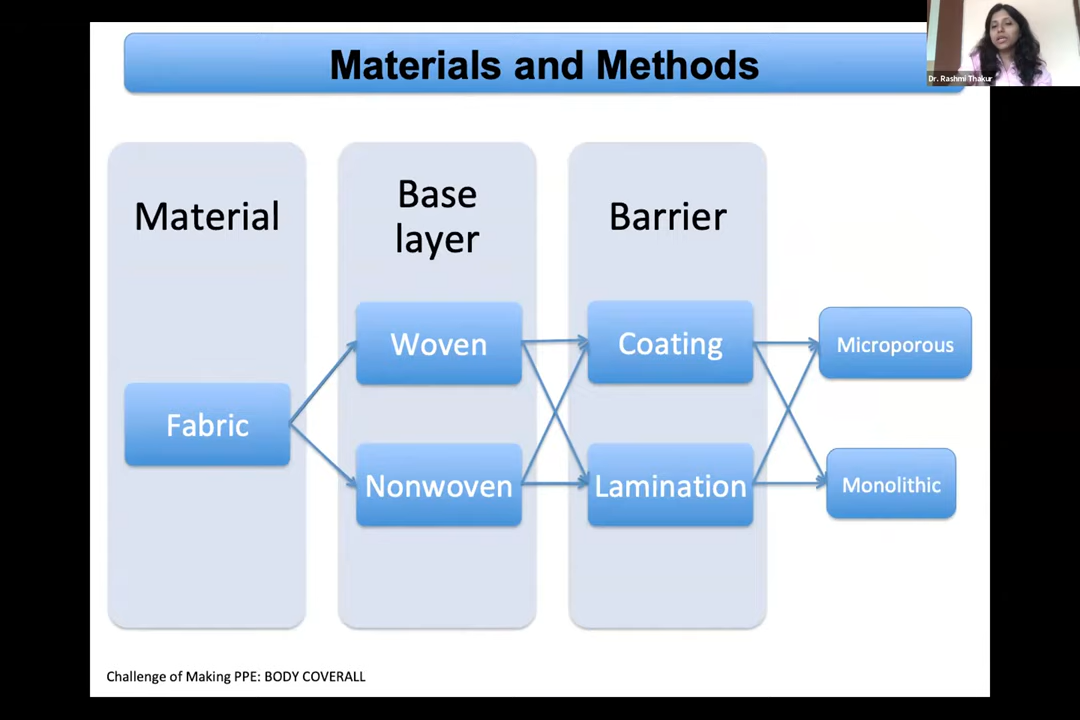 Materials and Methods
Dr. Rashmi Thakur
Material
Base
layer
Barrier
Fabric
Woven
Nonwoven
Coating
Lamination
Microporous
Monolithic
Challenge of Making PPE: BODY COVERALL